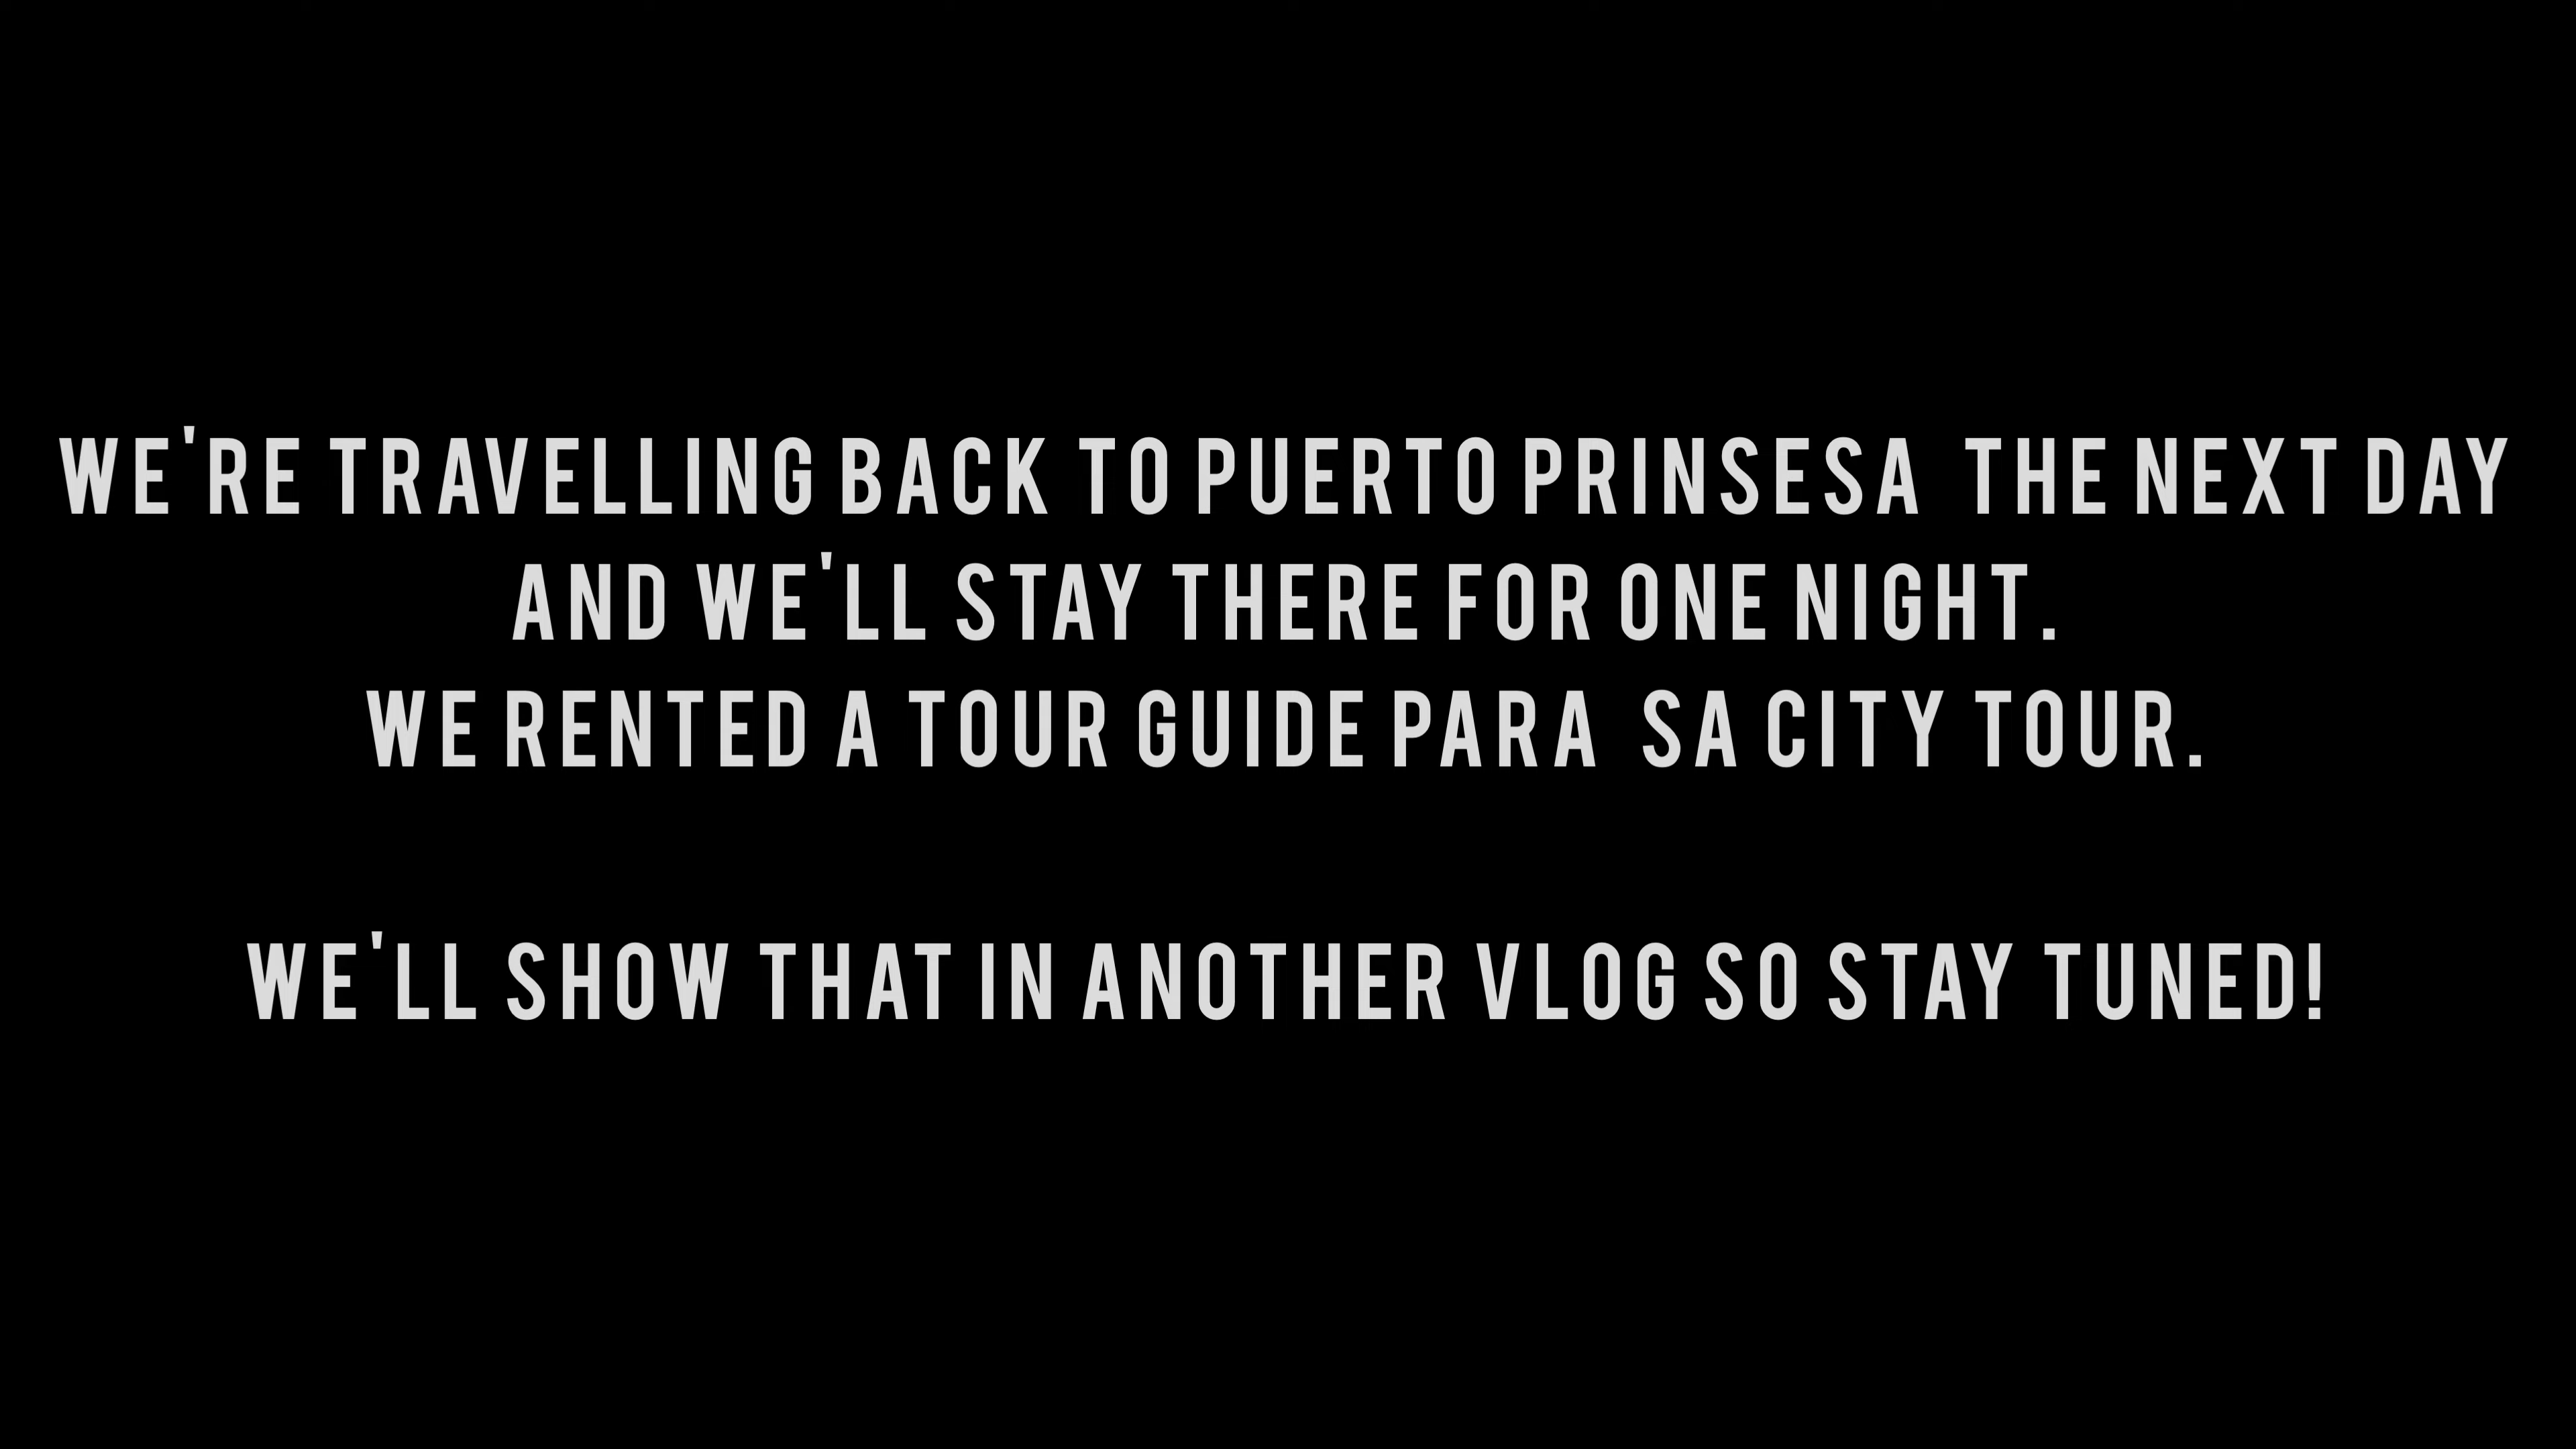 WE'RE TRAVELLING BACK TO PUERTO PRINSESA THE NEXT DAY
AND WE'LL STAY THERE FOR ONE NIGHT.
WE RENTED A TOUR GUIDE PARA SA CITY TOUR.
WE'LL SHOW THAT IN ANOTHER VLOG SO STAY TUNED!